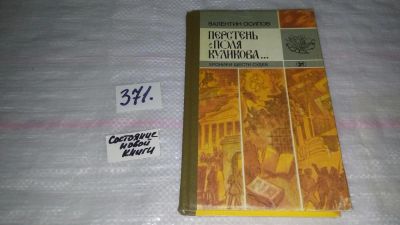 371.
Состояние
новой
книги
ВАЛЕНТИН ОСИПОВ
ПЕРСТЕНЬ
с ПОЛЯ
КУЛИКОВА...
ХРОНИКИ ШЕСТИ СУДЕБ